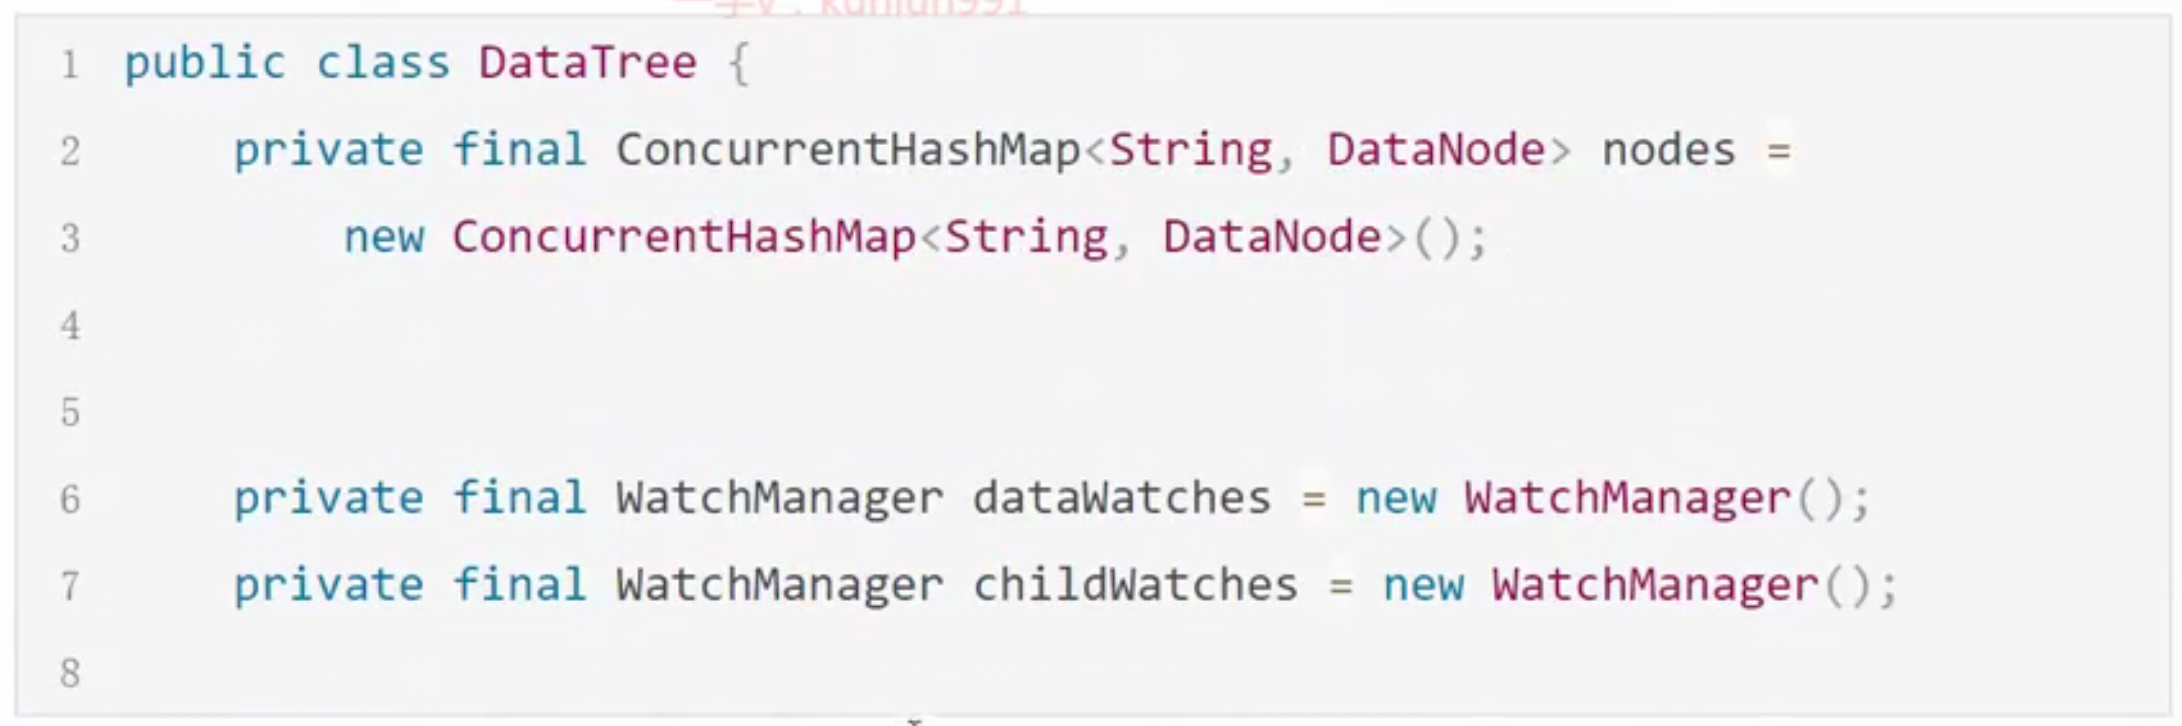 1 public class DataTree {
2 private final ConcurrentHashMap<String, DataNode> nodes =
3 new ConcurrentHashMap<String, DataNode>();
4
5
6 private final WatchManager dataWatches = new WatchManager();
7 private final WatchManager childWatches = new WatchManager();
8